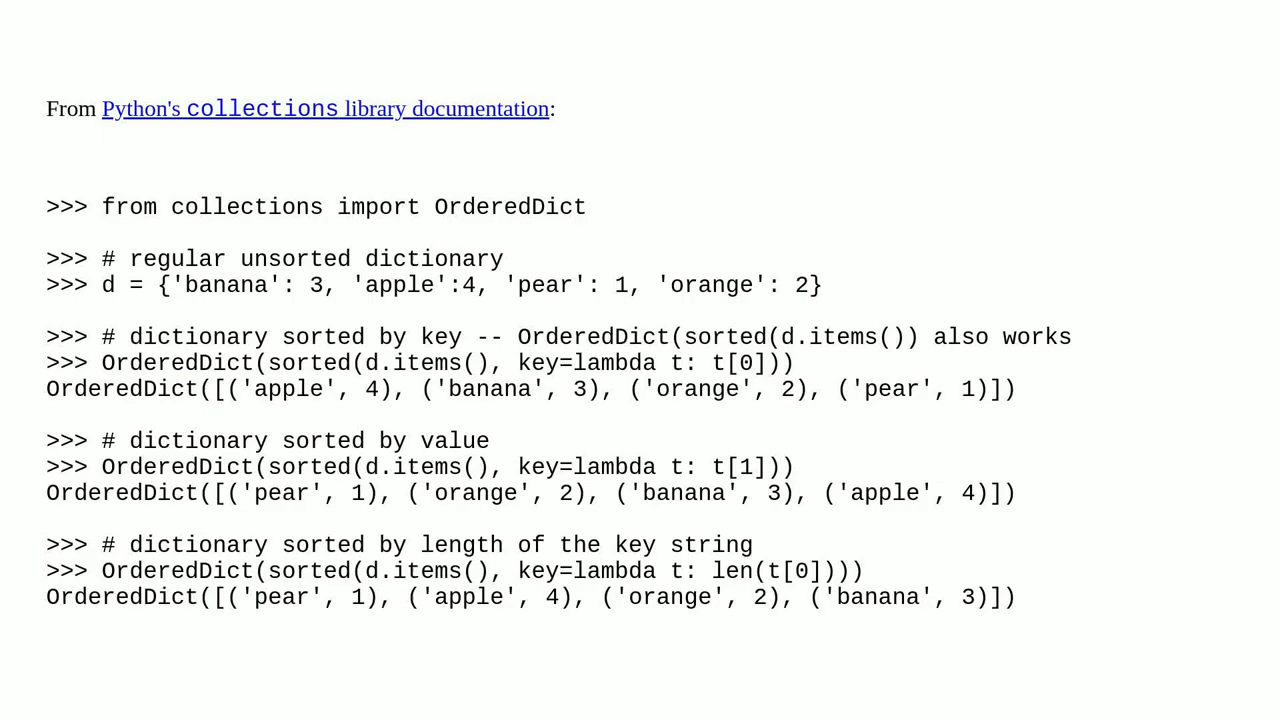 From Python's collections library documentation:
>>> from collections import OrderedDict
>>> # regular unsorted dictionary
>>> d = {'banana': 3, 'apple':4, 'pear': 1, 'orange': 2}
>>> # dictionary sorted by key -- OrderedDict(sorted(d.items()) also works
>>> OrderedDict(sorted(d.items(), key=lambda t: t[0]))
OrderedDict([('apple', 4), ('banana', 3), ('orange', 2), ('pear', 1)])
>>> # dictionary sorted by value
>>> OrderedDict(sorted(d.items(), key=lambda t: t[1]))
OrderedDict([('pear', 1), ('orange', 2), ('banana', 3), ('apple', 4)])
>>> # dictionary sorted by length of the key string
>>> OrderedDict(sorted(d.items(), key=lambda t: len(t[0])))
OrderedDict([('pear', 1), ('apple', 4), ('orange', 2), ('banana', 3)])